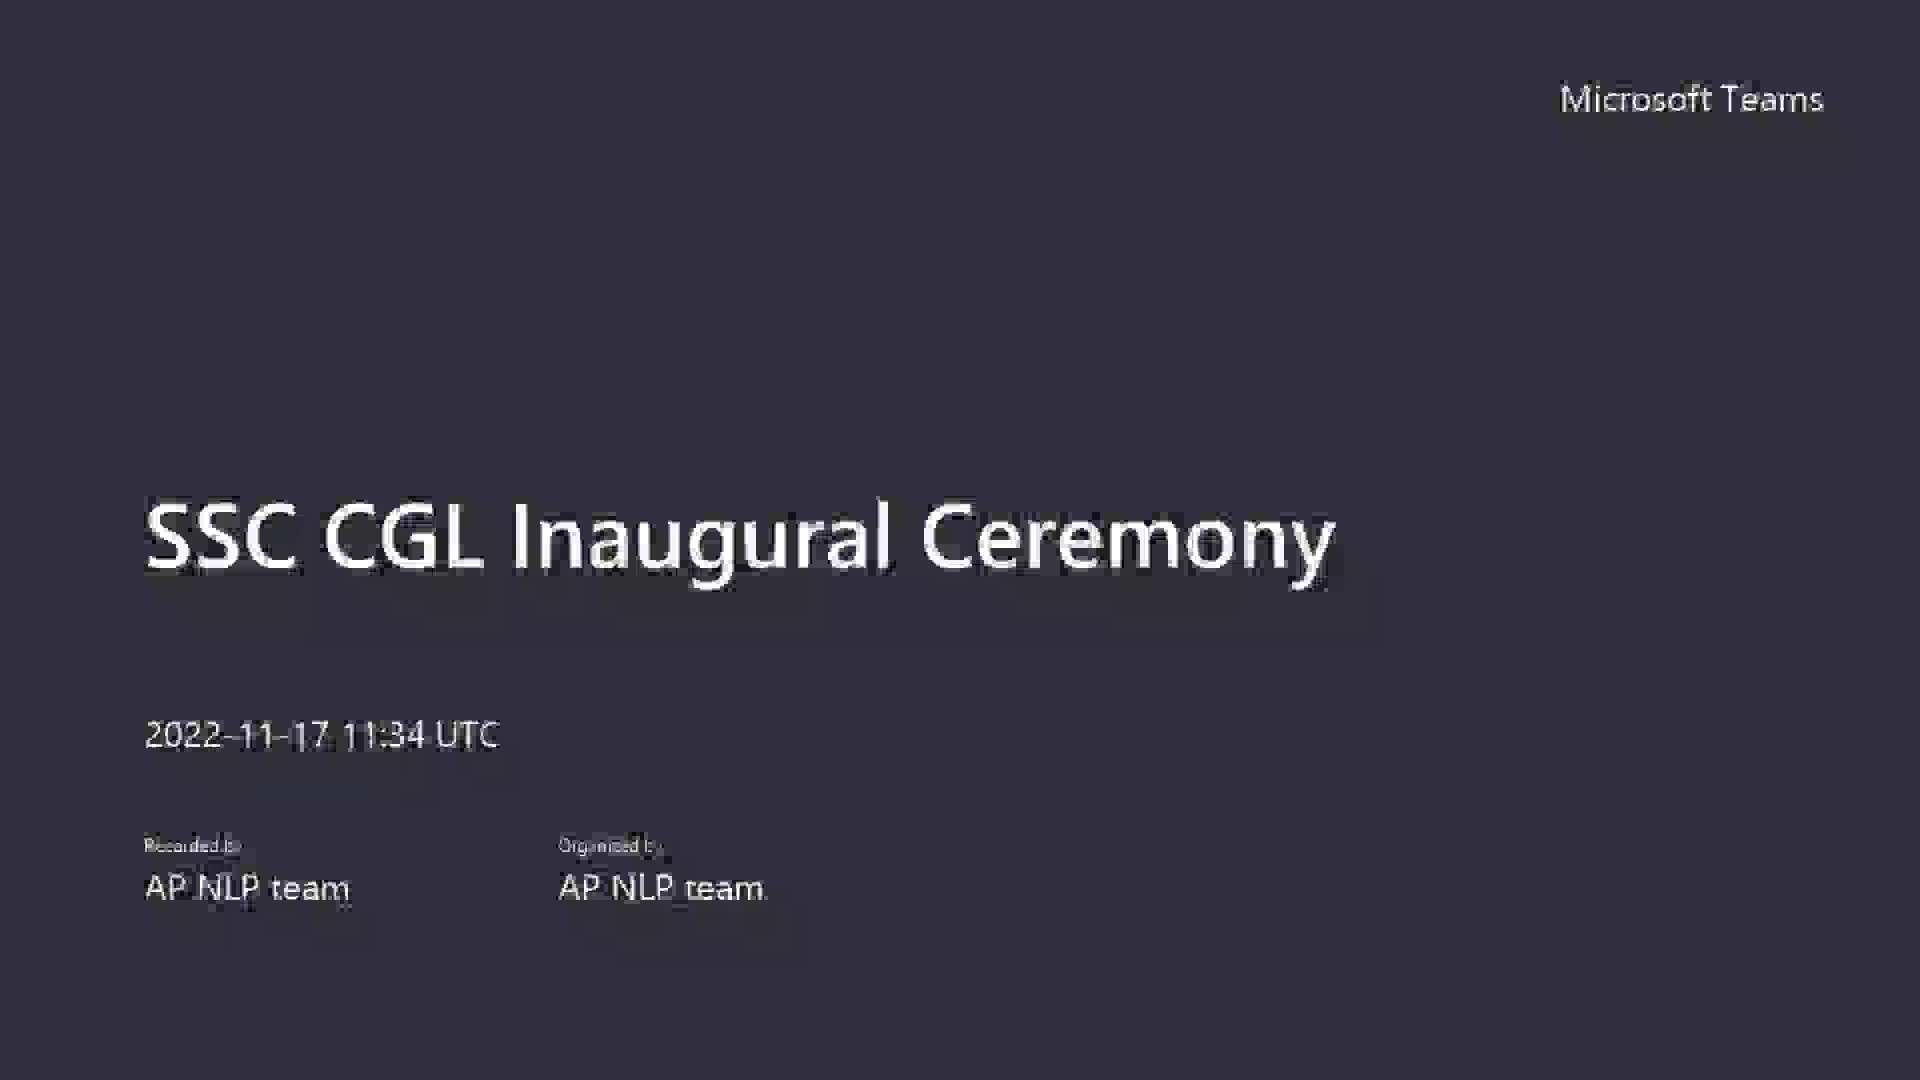 Microsoft Teams
SSC CGL Inaugural Ceremony
2022-11-17 11:34 UTC
Recorded by
Organized by
AP NLP team
AP NLP team